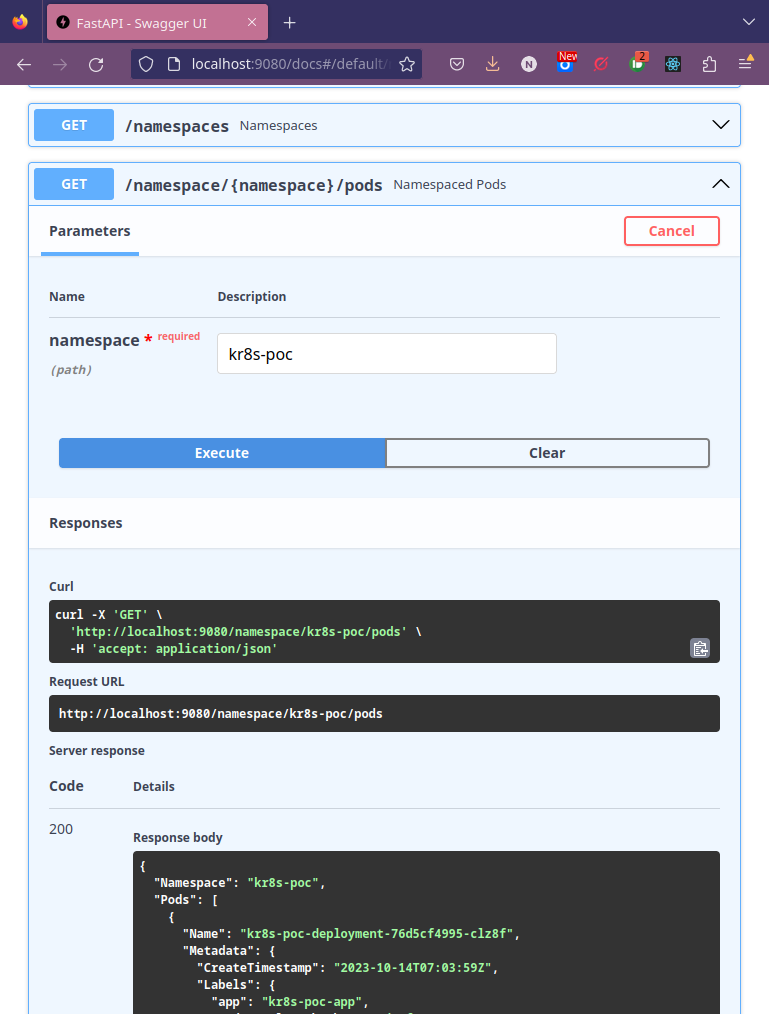 FastAPI - Swagger UI
localhost:9080/docs#/default/
N
New
2
GET /namespaces Namespaces
GET /namespace/{namespace}/pods Namespaced Pods
Parameters
Cancel
Name Description
namespace * required
kr8s-poc
(path)
Execute Clear
Responses
Curl
curl -X 'GET' \
'http://localhost:9080/namespace/kr8s-poc/pods' \
-H 'accept: application/json'
Request URL
http://localhost:9080/namespace/kr8s-poc/pods
Server response
Code Details
200
Response body
{
"Namespace": "kr8s-poc",
"Pods": [
{
"Name": "kr8s-poc-deployment-76d5cf4995-clz8f",
"Metadata": {
"CreateTimestamp": "2023-10-14T07:03:59Z",
"Labels": {
"app": "kr8s-poc-app",